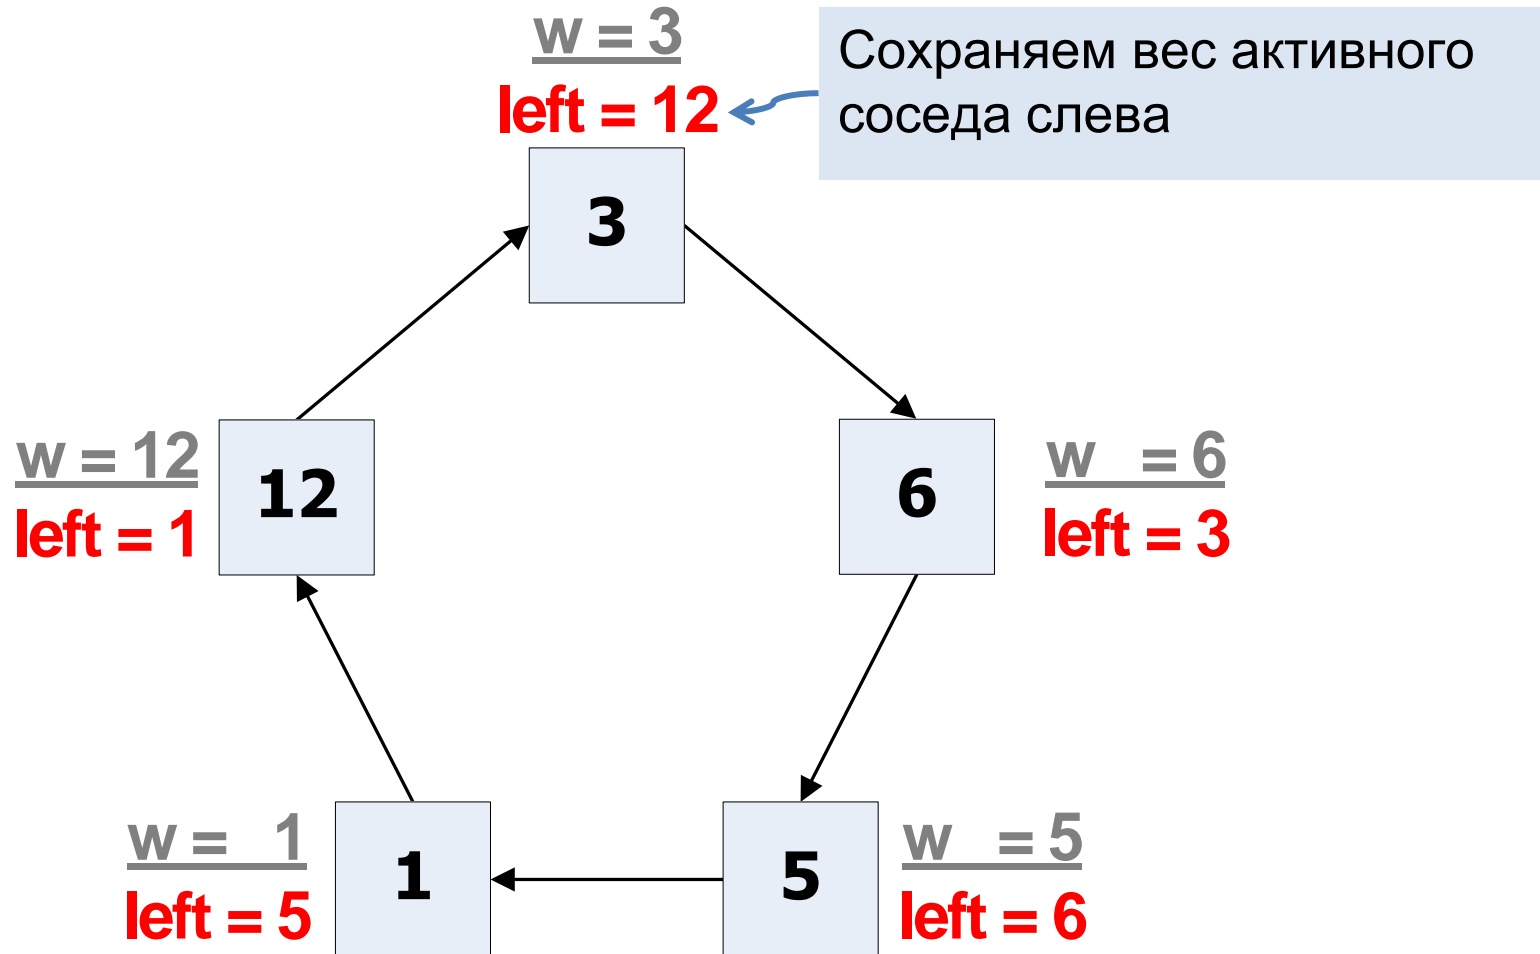 w = 3
left = 12
Сохраняем вес активного
соседа слева
3
w = 12
left = 1
12
6
w = 6
left = 3
w = 1
left = 5
1
5
w = 5
left = 6